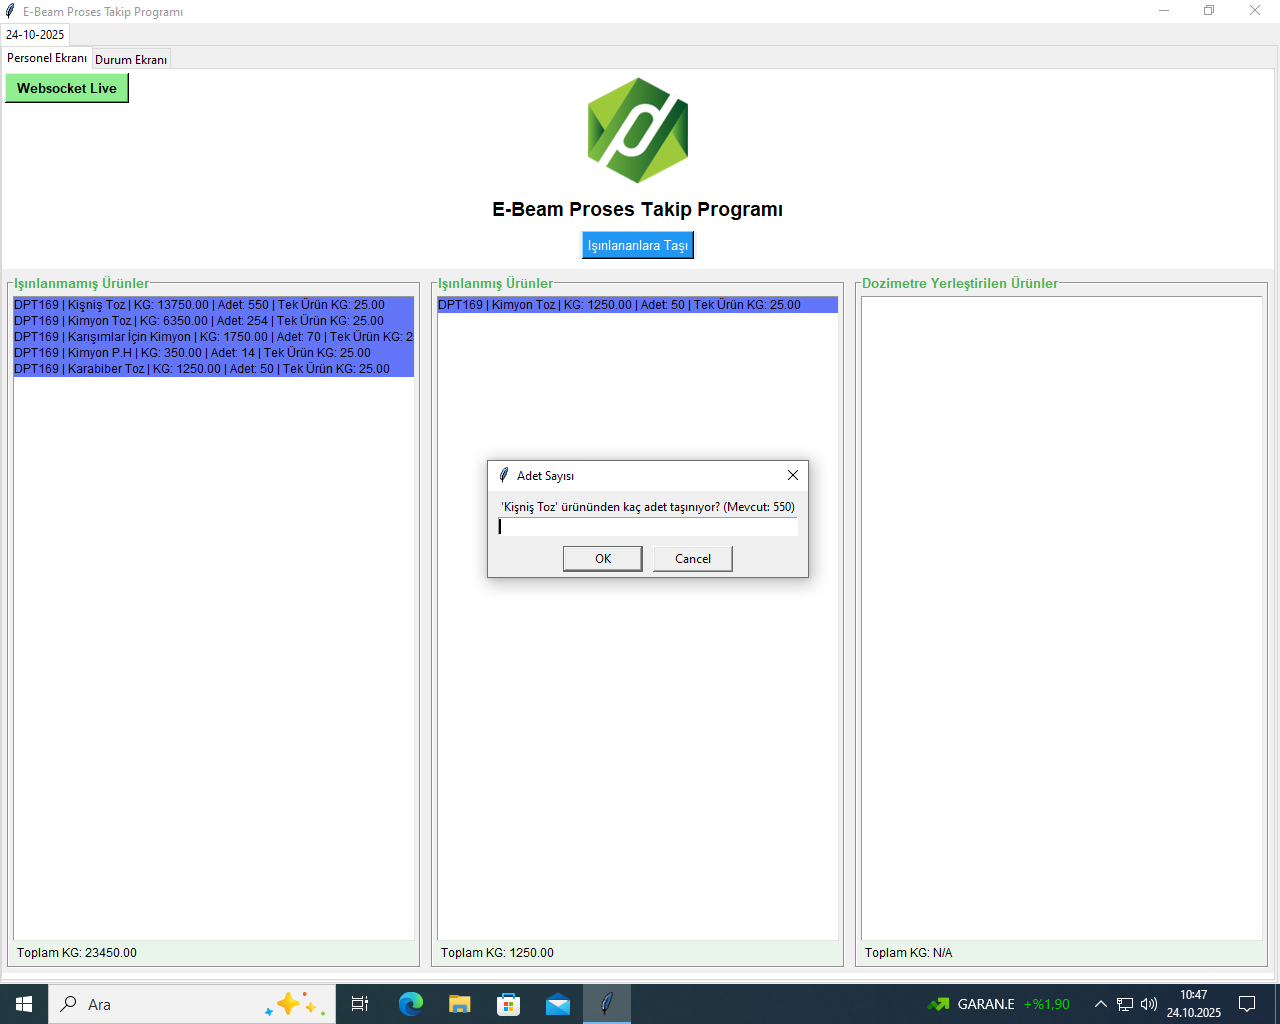 E-Beam Proses Takip Programı
24-10-2025
Personel Ekranı
Durum Ekranı
Websocket Live
E-Beam Proses Takip Programı
Işınlananlara Taşı
Işınlanmamış Ürünler
DPT169 | Kişniş Toz | KG: 13750.00 | Adet: 550 | Tek Ürün KG: 25.00
DPT169 | Kimyon Toz | KG: 6350.00 | Adet: 254 | Tek Ürün KG: 25.00
DPT169 | Karışımlar İçin Kimyon | KG: 1750.00 | Adet: 70 | Tek Ürün KG: 2
DPT169 | Kimyon P.H | KG: 350.00 | Adet: 14 | Tek Ürün KG: 25.00
DPT169 | Karabiber Toz | KG: 1250.00 | Adet: 50 | Tek Ürün KG: 25.00
Toplam KG: 23450.00
Işınlanmış Ürünler
DPT169 | Kimyon Toz | KG: 1250.00 | Adet: 50 | Tek Ürün KG: 25.00
Toplam KG: 1250.00
Dozimetre Yerleştirilen Ürünler
Toplam KG: N/A
Adet Sayısı
'Kişniş Toz' ürününden kaç adet taşınıyor? (Mevcut: 550)
OK
Cancel
Ara
GARAN.E +%1,90
10:47
24.10.2025